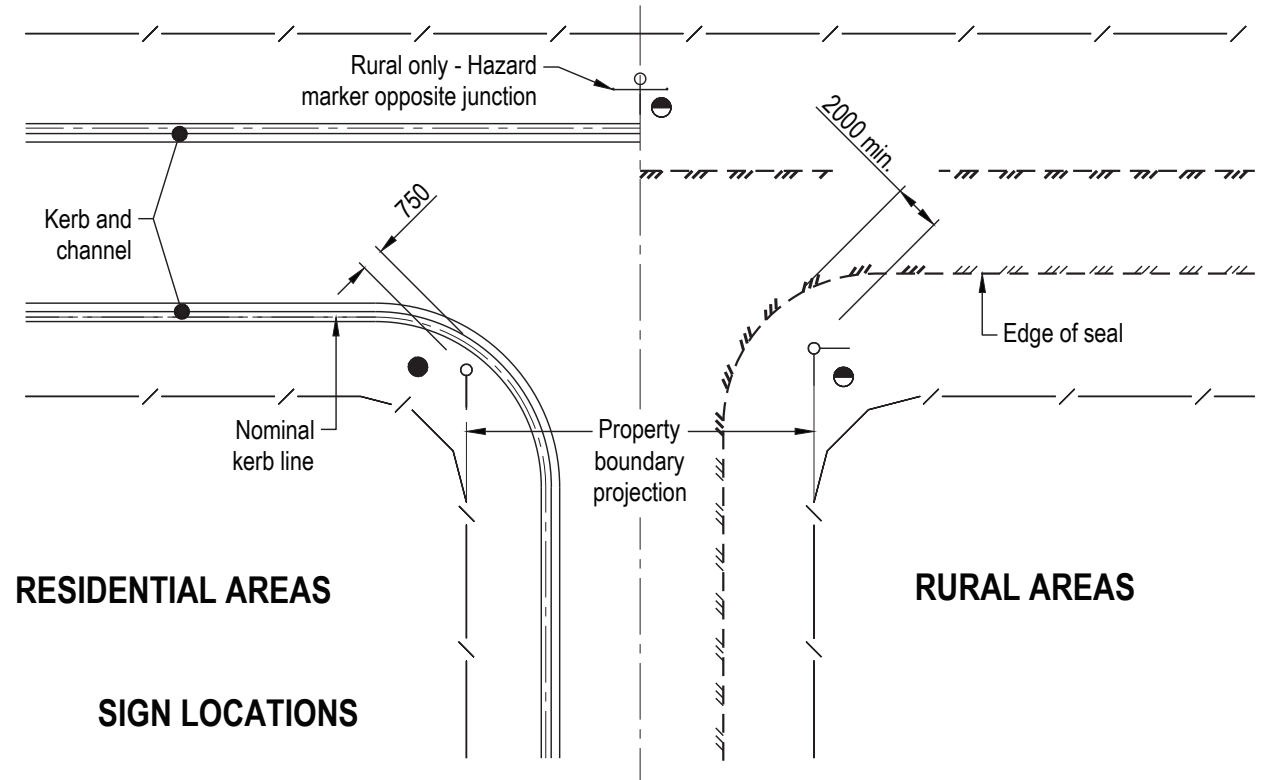 Rural only - Hazard
marker opposite junction
2000 min.
750
Kerb and
channel
Edge of seal
Nominal
kerb line
Property
boundary
projection
RESIDENTIAL AREAS
RURAL AREAS
SIGN LOCATIONS